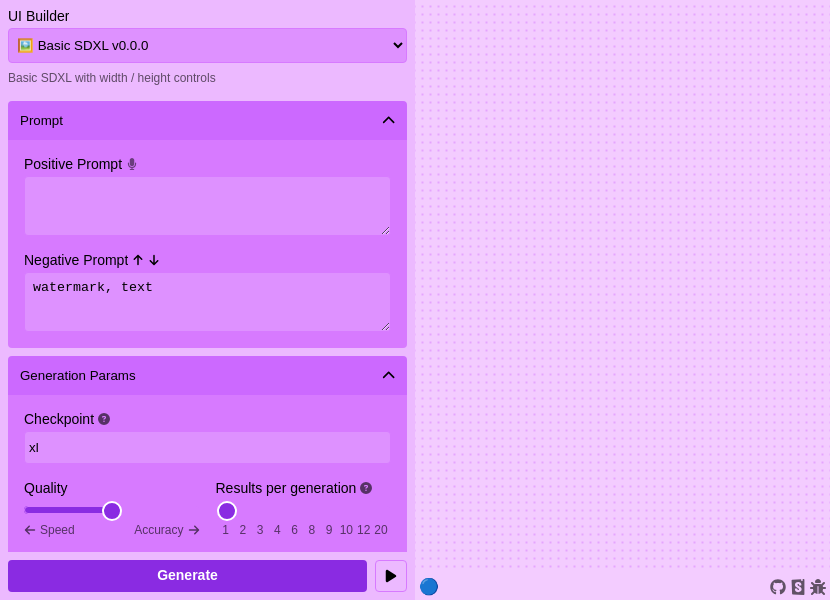 UI Builder
🖼️ Basic SDXL v0.0.0
Basic SDXL with width / height controls
Prompt
Positive Prompt
Negative Prompt ↑ ↓
watermark, text
Generation Params
Checkpoint ?
xl
Quality
Results per generation ?
← Speed
Accuracy →
1 2 3 4 6 8 9 10 12 20
Generate